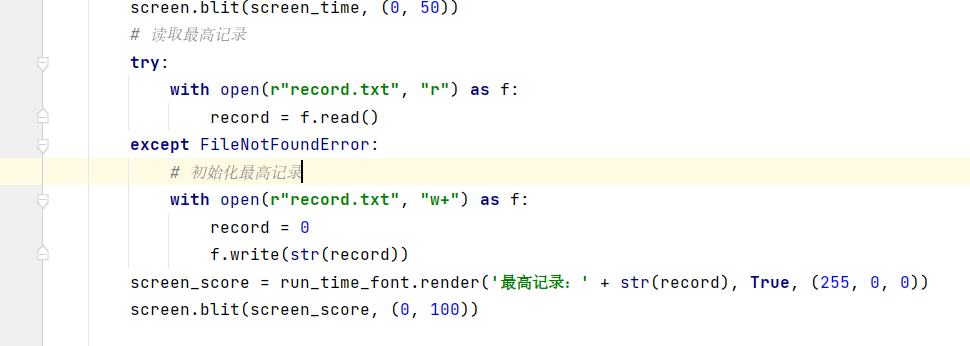 screen.blit(screen_time, (0, 50))
# 读取最高记录
try:
with open(r"record.txt", "r") as f:
record = f.read()
except FileNotFoundError:
# 初始化最高记录
with open(r"record.txt", "w+") as f:
record = 0
f.write(str(record))
screen_score = run_time_font.render('最高记录：' + str(record), True, (255, 0, 0))
screen.blit(screen_score, (0, 100))